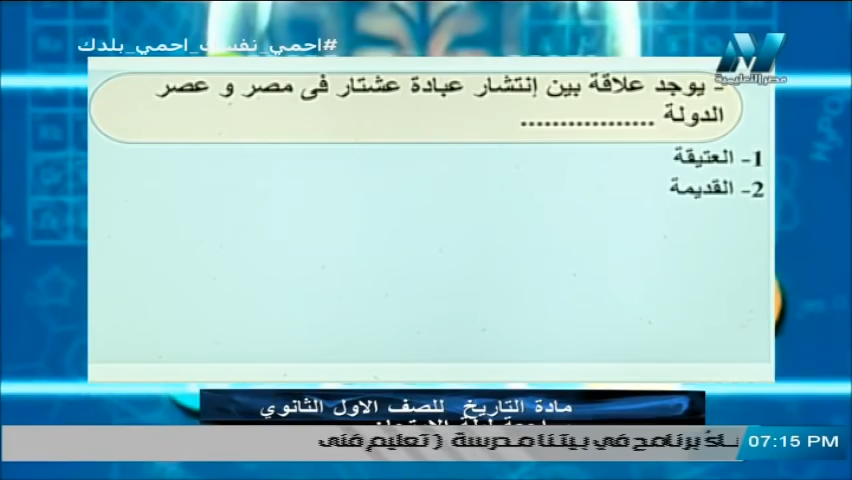 #احمي_نفسك_احمي_بلدك
مصر التعليمية
- يوجد علاقة بين إنتشار عبادة عشتار فى مصر و عصر
الدولة .................
1- العتيقة
2- القديمة
مادة التاريخ للصف الاول الثانوي
برنامج في بيتنا مدرسة ( تعليم فنى
07:15 PM